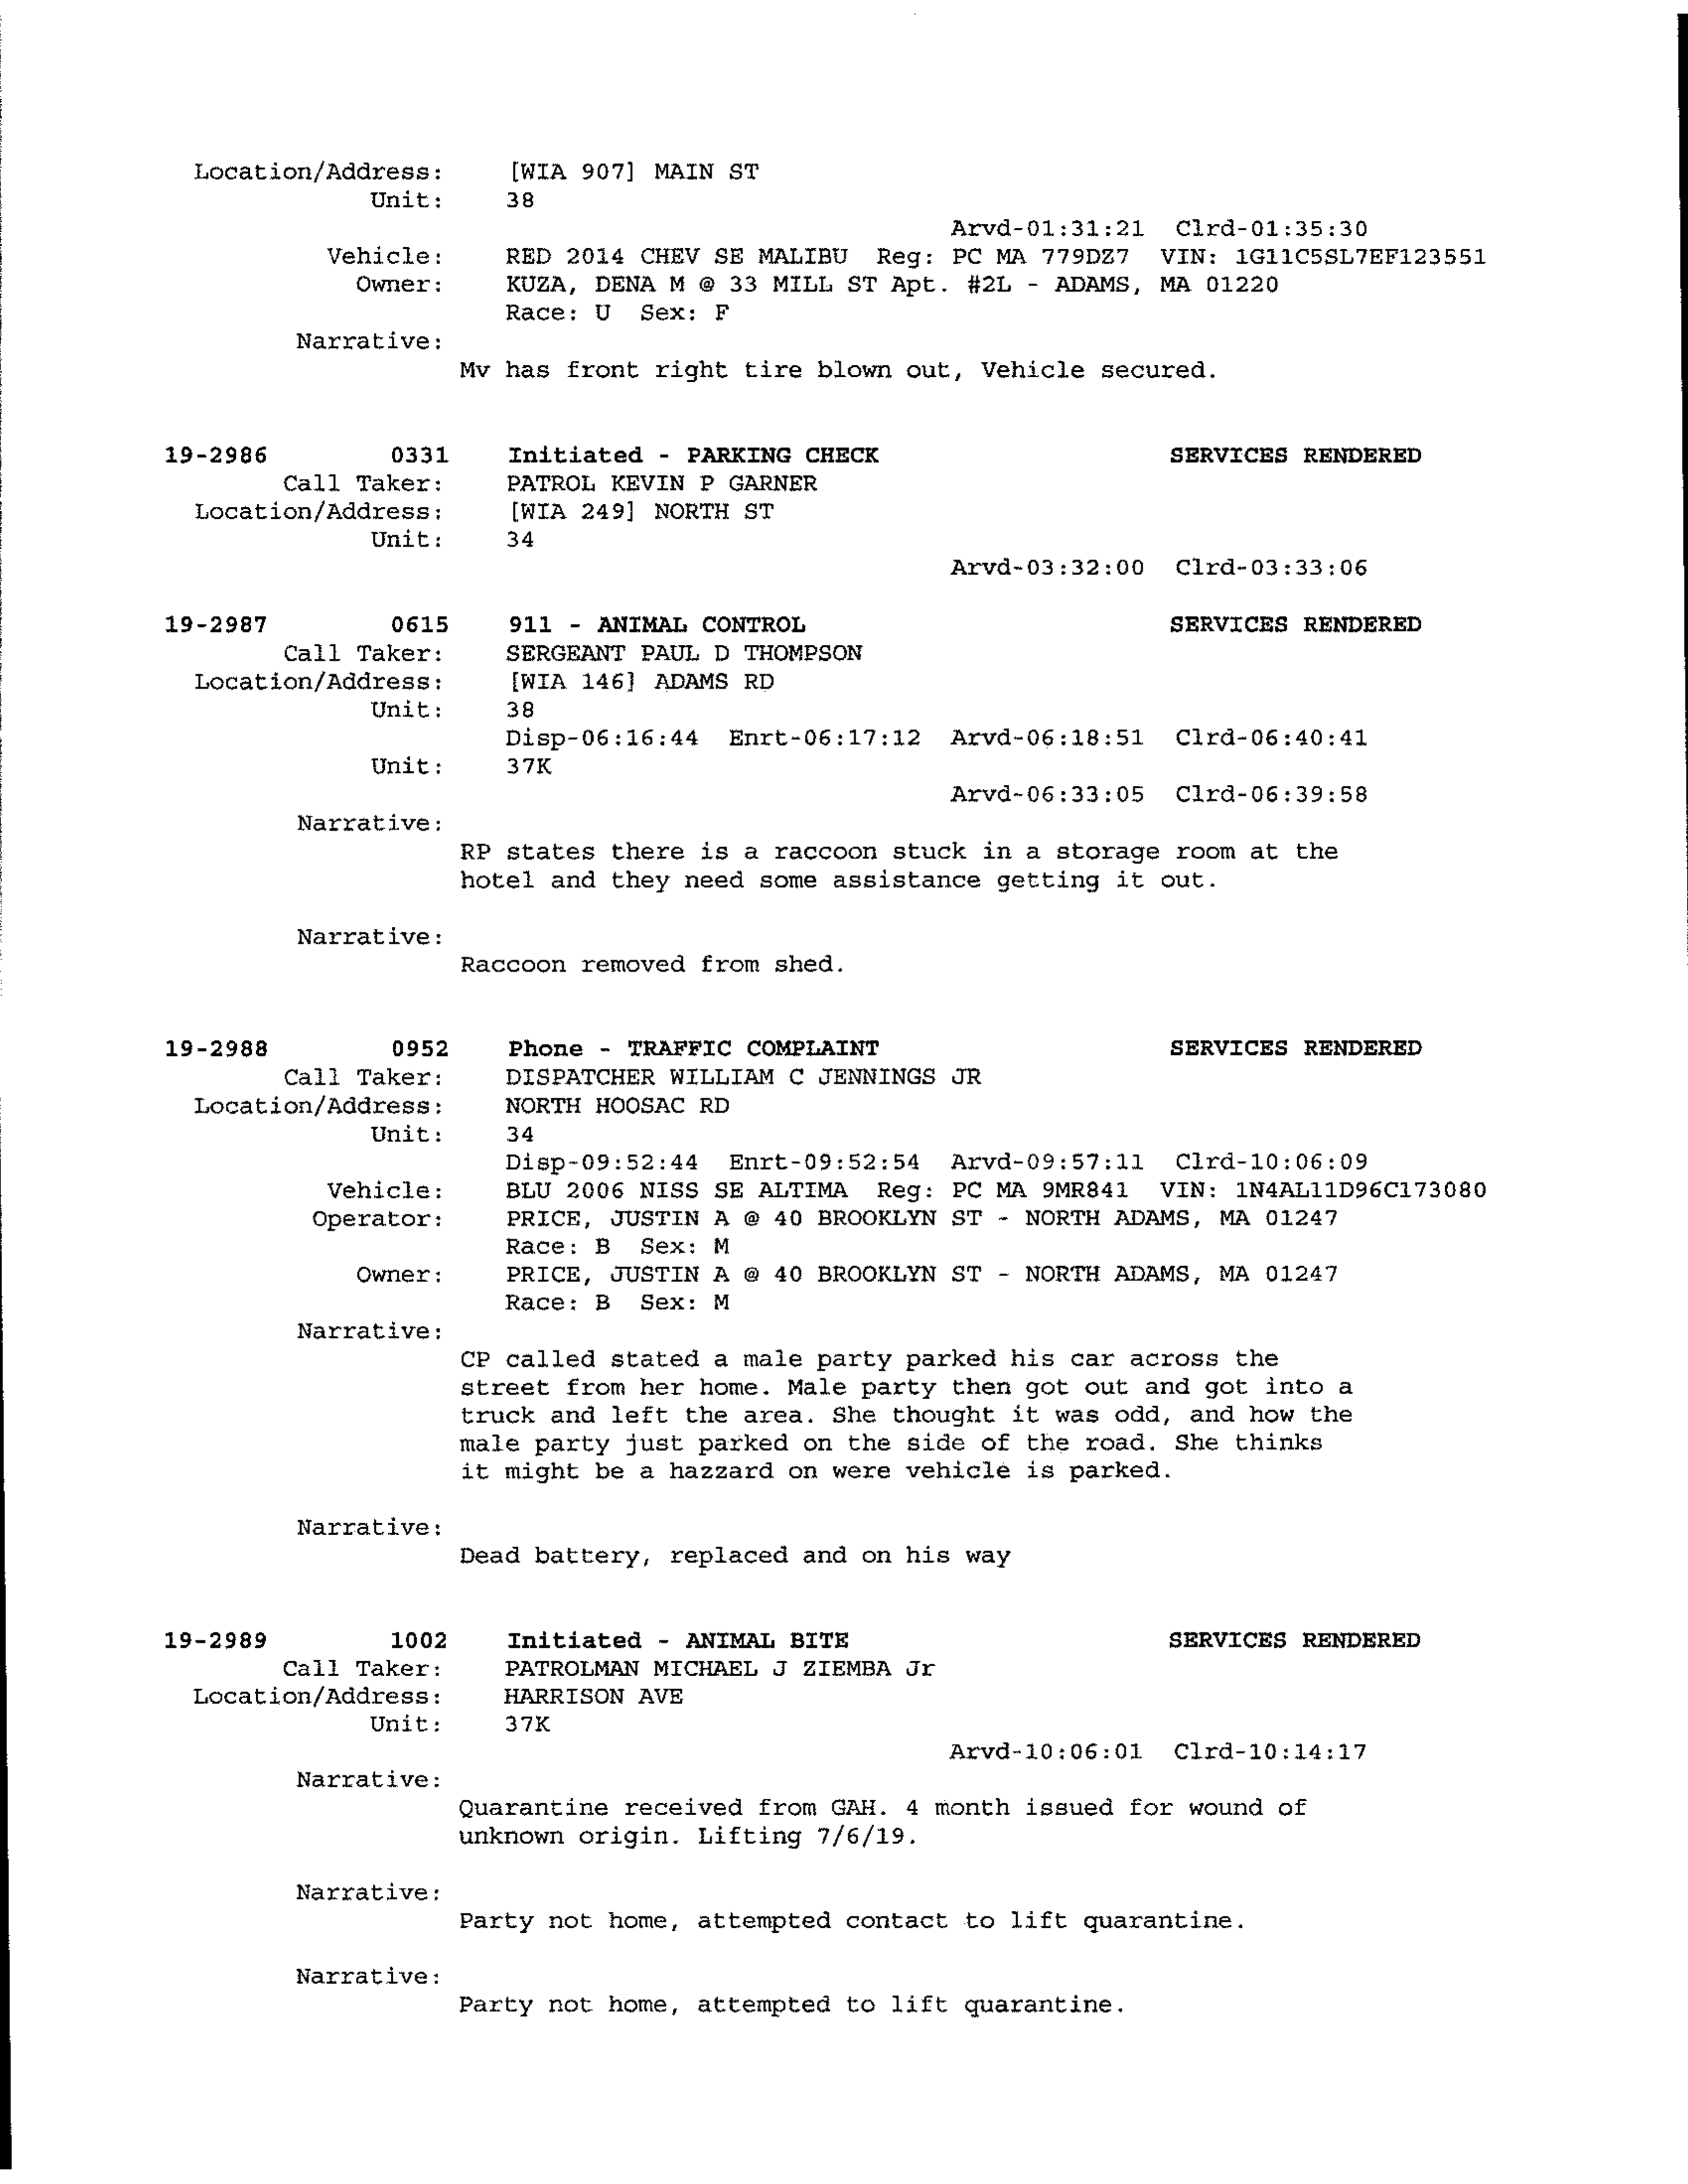 Location/Address: [WIA 907] MAIN ST
Unit: 38
Arvd-01:31:21 Clrd-01:35:30
Vehicle: RED 2014 CHEV SE MALIBU Reg: PC MA 779DZ7 VIN: 1G11C5SL7EF123551
Owner: KUZA, DENA M @ 33 MILL ST Apt. #2L - ADAMS, MA 01220
Race: U Sex: F
Narrative:
Mv has front right tire blown out, Vehicle secured.
19-2986 0331 Initiated - PARKING CHECK SERVICES RENDERED
Call Taker: PATROL KEVIN P GARNER
Location/Address: [WIA 249] NORTH ST
Unit: 34
Arvd-03:32:00 Clrd-03:33:06
19-2987 0615 911 - ANIMAL CONTROL SERVICES RENDERED
Call Taker: SERGEANT PAUL D THOMPSON
Location/Address: [WIA 146] ADAMS RD
Unit: 38
Disp-06:16:44 Enrt-06:17:12 Arvd-06:18:51 Clrd-06:40:41
Unit: 37K
Arvd-06:33:05 Clrd-06:39:58
Narrative:
RP states there is a raccoon stuck in a storage room at the
hotel and they need some assistance getting it out.
Narrative:
Raccoon removed from shed.
19-2988 0952 Phone - TRAFFIC COMPLAINT SERVICES RENDERED
Call Taker: DISPATCHER WILLIAM C JENNINGS JR
Location/Address: NORTH HOOSAC RD
Unit: 34
Disp-09:52:44 Enrt-09:52:54 Arvd-09:57:11 Clrd-10:06:09
Vehicle: BLU 2006 NISS SE ALTIMA Reg: PC MA 9MR841 VIN: 1N4AL11D96C173080
Operator: PRICE, JUSTIN A @ 40 BROOKLYN ST - NORTH ADAMS, MA 01247
Race: B Sex: M
Owner: PRICE, JUSTIN A @ 40 BROOKLYN ST - NORTH ADAMS, MA 01247
Race: B Sex: M
Narrative:
CP called stated a male party parked his car across the
street from her home. Male party then got out and got into a
truck and left the area. She thought it was odd, and how the
male party just parked on the side of the road. She thinks
it might be a hazzard on were vehicle is parked.
Narrative:
Dead battery, replaced and on his way
19-2989 1002 Initiated - ANIMAL BITE SERVICES RENDERED
Call Taker: PATROLMAN MICHAEL J ZIEMBA Jr
Location/Address: HARRISON AVE
Unit: 37K
Arvd-10:06:01 Clrd-10:14:17
Narrative:
Quarantine received from GAH. 4 month issued for wound of
unknown origin. Lifting 7/6/19.
Narrative:
Party not home, attempted contact to lift quarantine.
Narrative:
Party not home, attempted to lift quarantine.